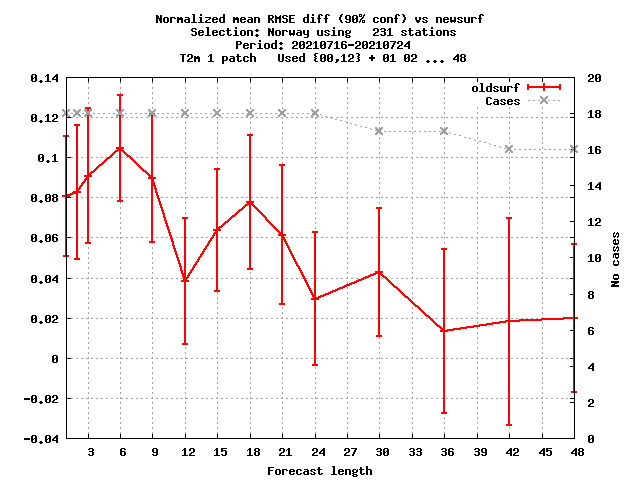 Normalized mean RMSE diff (90% conf) vs newsurf
Selection: Norway using   231 stations
Period: 20210716-20210724
T2m 1 patch   Used {00,12} + 01 02 ... 48
oldsurf
Cases
0.14
0.12
0.1
0.08
0.06
0.04
0.02
0
-0.02
-0.04
20
18
16
14
12
10
8
6
4
2
0
No cases
3 6 9 12 15 18 21 24 27 30 33 36 39 42 45 48
Forecast length